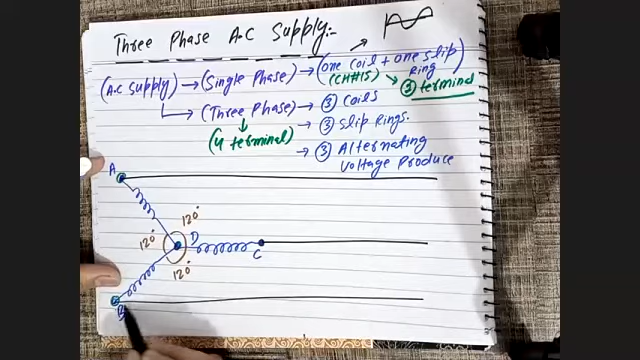 Three Phase A.C Supply:-
(A.C Supply) → (Single Phase) → (one coil + one slip Ring)
(CH#15) → ③ terminal
→ (Three Phase) → ③ Coils
(4 terminal) → ③ Slip Rings.
→ ③ Alternating
Voltage Produce
A
120°
120° D
C
120°
B